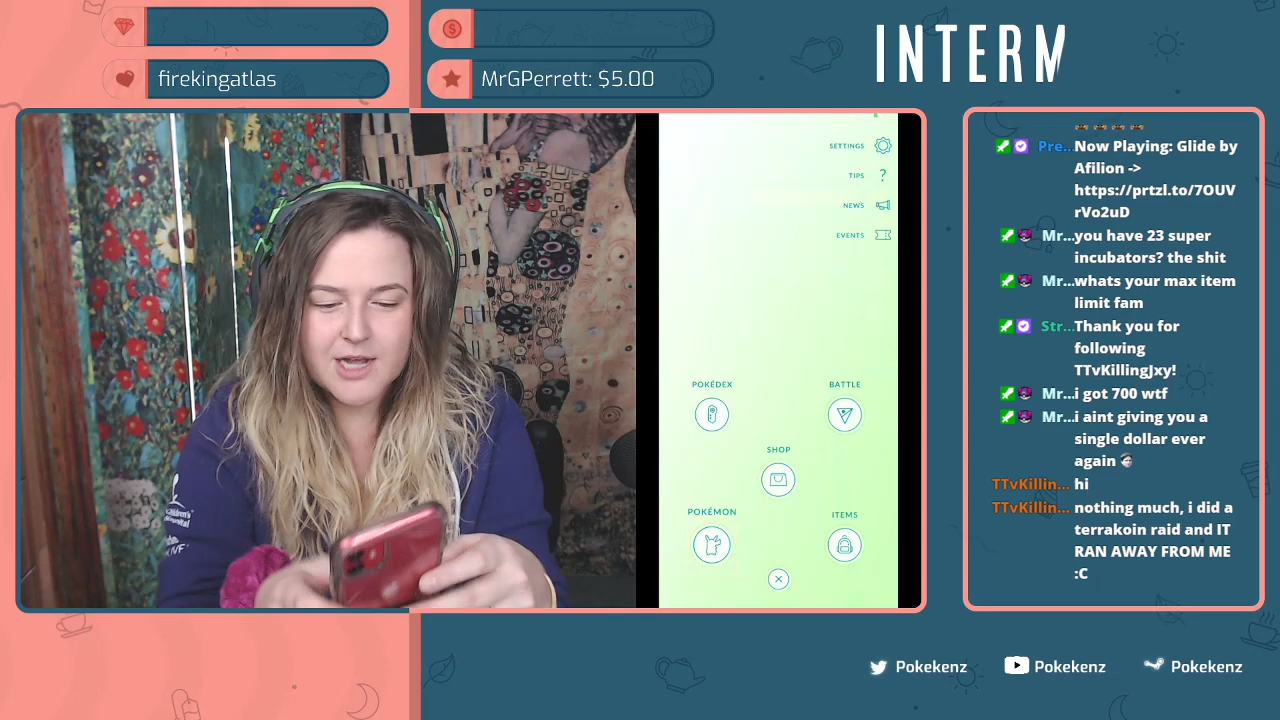 firekingatlas
MrGPerrett: $5.00
INTERM
SETTINGS
TIPS
NEWS
EVENTS
POKÉDEX
BATTLE
SHOP
POKÉMON
ITEMS
Pre... Now Playing: Glide by
Afilion ->
https://prtzl.to/7OUV
rVo2uD
Mr... you have 23 super
incubators? the shit
Mr... whats your max item
limit fam
Str... Thank you for
following
TTvKillingJxy!
Mr... i got 700 wtf
Mr... i aint giving you a
single dollar ever
again
TTvKillin... hi
TTvKillin... nothing much, i did a
terrakoin raid and IT
RAN AWAY FROM ME
:C
Pokekenz
Pokekenz
Pokekenz